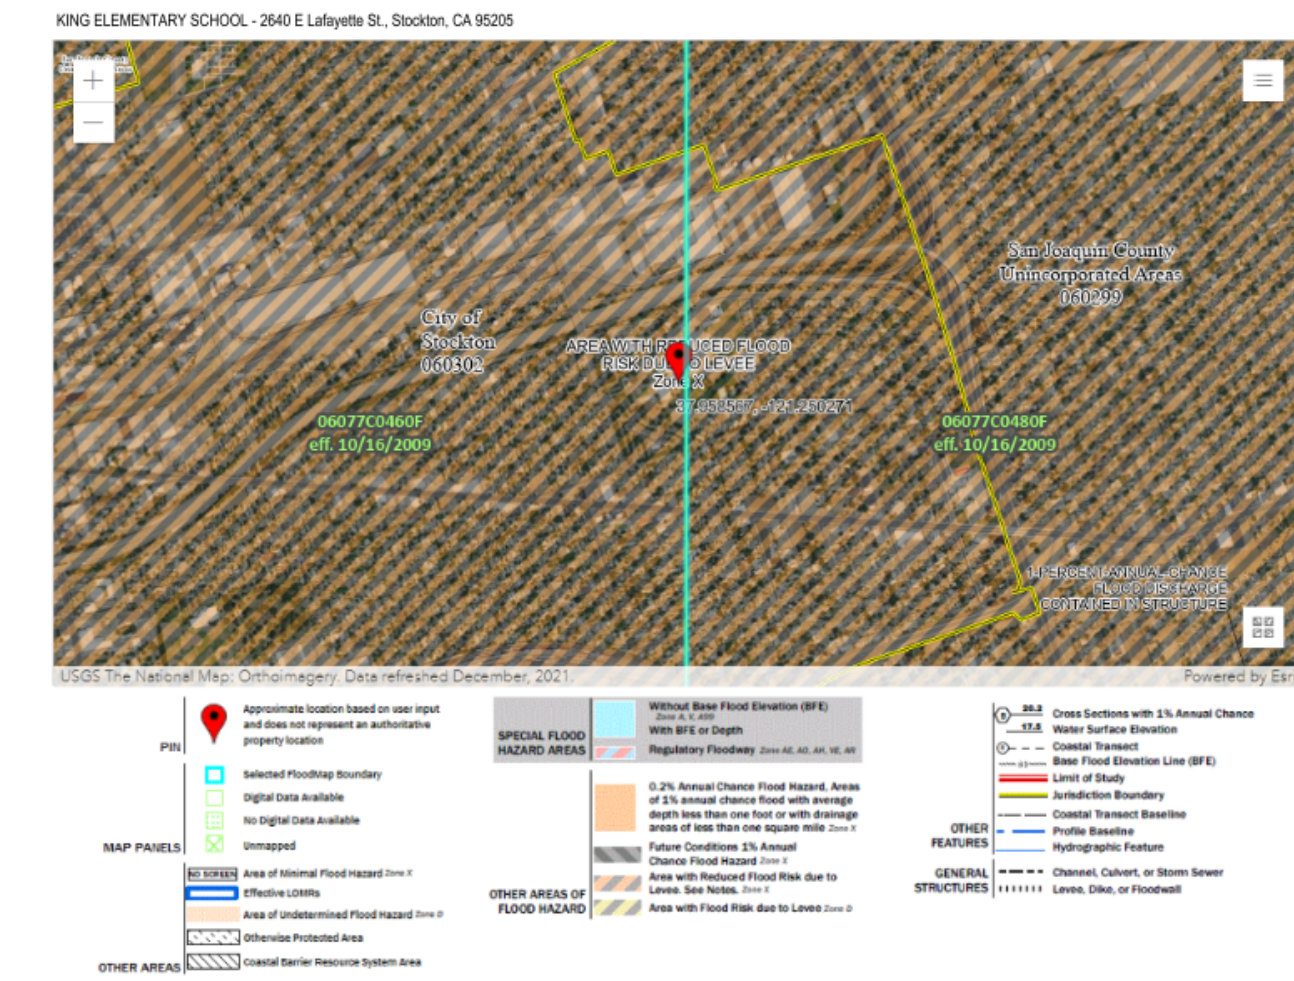 KING ELEMENTARY SCHOOL - 2640 E Lafayette St., Stockton, CA 95205
+
−
San Joaquin County
Unincorporated Areas
060299
City of
Stockton
060302
AREA WITH REDUCED FLOOD
RISK DUE TO LEVEE
Zone X
37.958567, -121.250271
06077C0460F
eff. 10/16/2009
06077C0480F
eff. 10/16/2009
1-PERCENT-ANNUAL-CHANCE
FLOOD DISCHARGE
CONTAINED IN STRUCTURE
USGS The National Map: Orthoimagery. Data refreshed December, 2021.
Powered by Esri
PIN
Approximate location based on user input
and does not represent an authoritative
property location
MAP PANELS
Selected FloodMap Boundary
Digital Data Available
No Digital Data Available
Unmapped
OTHER AREAS
NO SCREEN Area of Minimal Flood Hazard Zone X
Effective LOMRs
Area of Undetermined Flood Hazard Zone D
Otherwise Protected Area
Coastal Barrier Resource System Area
SPECIAL FLOOD
HAZARD AREAS
Without Base Flood Elevation (BFE)
Zone A, V, A99
With BFE or Depth
Regulatory Floodway Zone AE, AO, AH, VE, AR
OTHER AREAS OF
FLOOD HAZARD
0.2% Annual Chance Flood Hazard, Areas
of 1% annual chance flood with average
depth less than one foot or with drainage
areas of less than one square mile Zone X
Future Conditions 1% Annual
Chance Flood Hazard Zone X
Area with Reduced Flood Risk due to
Levee. See Notes. Zone X
Area with Flood Risk due to Levee Zone D
OTHER
FEATURES
B 20.2 Cross Sections with 1% Annual Chance
17.5 Water Surface Elevation
Coastal Transect
Base Flood Elevation Line (BFE)
Limit of Study
Jurisdiction Boundary
Coastal Transect Baseline
Profile Baseline
Hydrographic Feature
GENERAL
STRUCTURES
Channel, Culvert, or Storm Sewer
Levee, Dike, or Floodwall